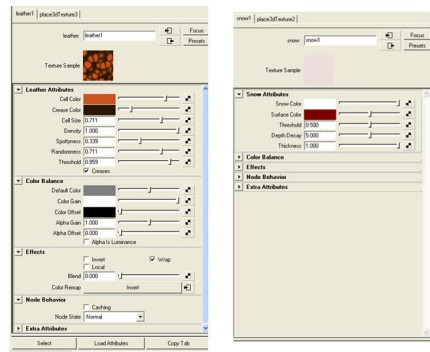 leather1 | place3dTexture3
leather: leather1 Focus
Presets
Texture Sample
Leather Attributes
Cell Color
Crease Color
Cell Size 0.711
Density 1.000
Spottyness 0.339
Randomness 0.711
Threshold 0.859
Creases
Color Balance
Default Color
Color Gain
Color Offset
Alpha Gain 1.000
Alpha Offset 0.000
Alpha Is Luminance
Effects
Invert Wrap
Local
Blend 0.000
Color Remap Insert
Node Behavior
Caching
Node State Normal
Extra Attributes
Select Load Attributes Copy Tab
snow1 | place3dTexture2
snow: snow1 Focus
Presets
Texture Sample
Snow Attributes
Snow Color
Surface Color
Threshold 0.500
Depth Decay 5.000
Thickness 1.000
Color Balance
Effects
Node Behavior
Extra Attributes